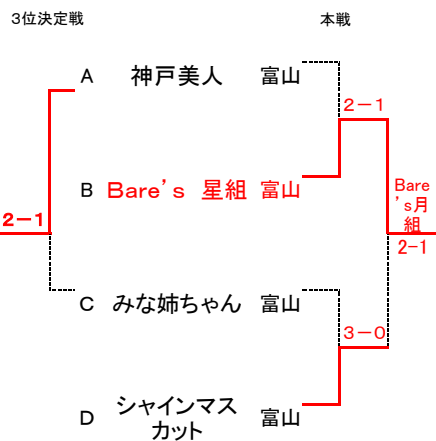 3位決定戦
本戦
A 神戸美人 富山
2－1
B Bare's 星組 富山
Bare
's月
組
2－1
2-1
C みな姉ちゃん 富山
3－0
D シャインマス
カット 富山